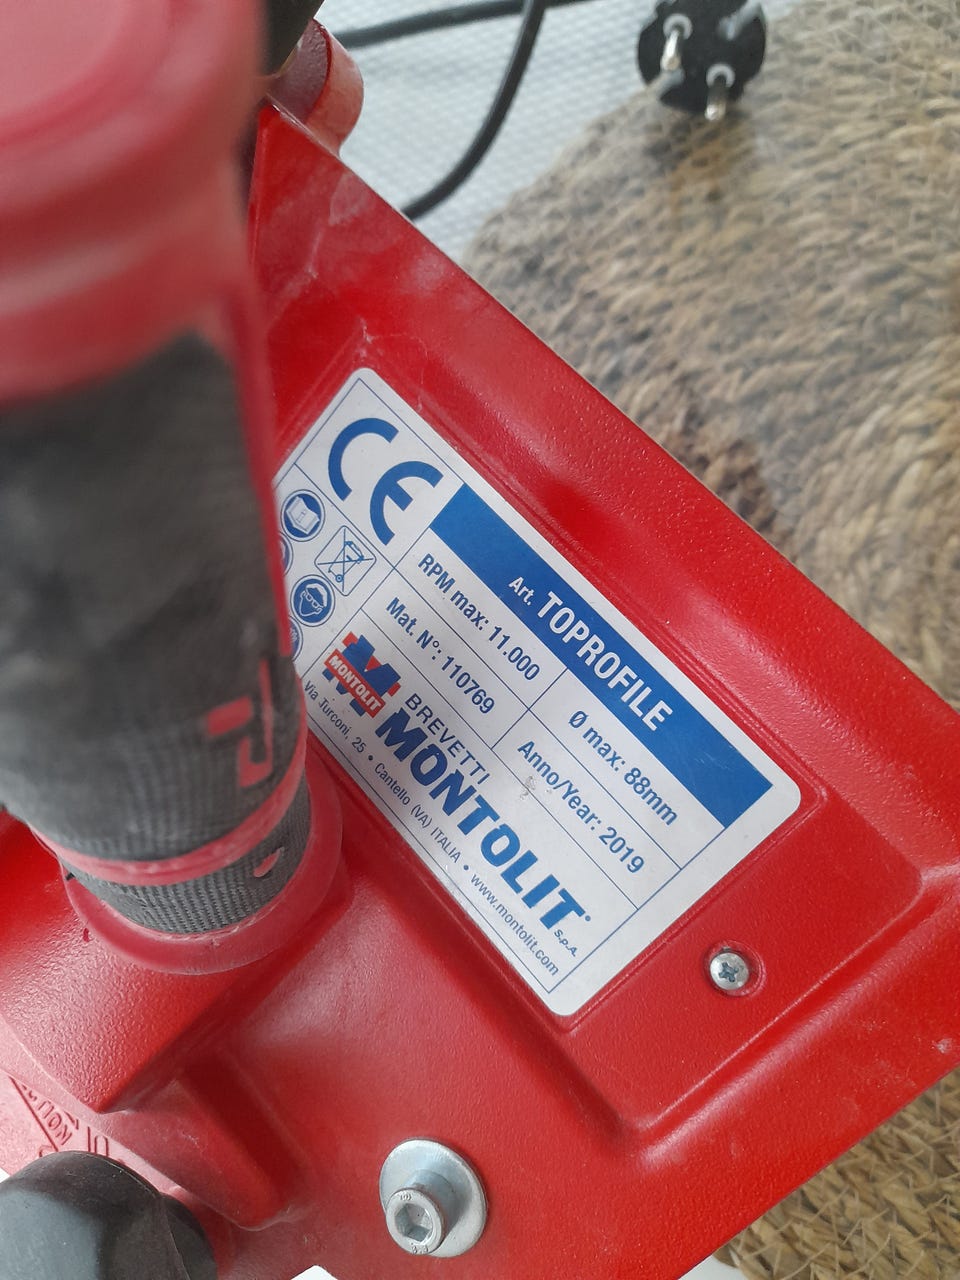 CE
Art. TOPROFILE
RPM max: 11.000
Ø max: 88mm
Mat. N°: 110769
Anno/Year: 2019
MONTOLIT
BREVETTI
MONTOLIT S.p.A.
Via Turconi, 25 • Cantello (VA) ITALIA • www.montolit.com